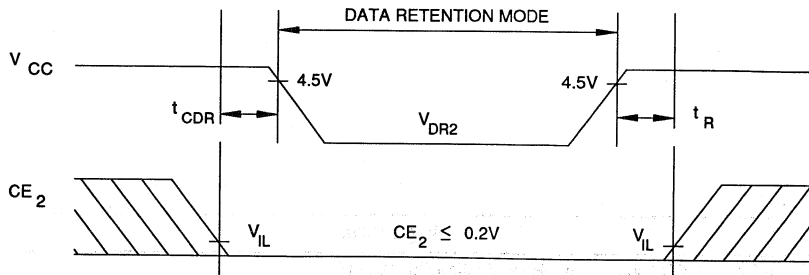 DATA RETENTION MODE
V CC
4.5V
4.5V
t CDR
V DR2
t R
CE 2
V IL
CE 2 ≤ 0.2V
V IL